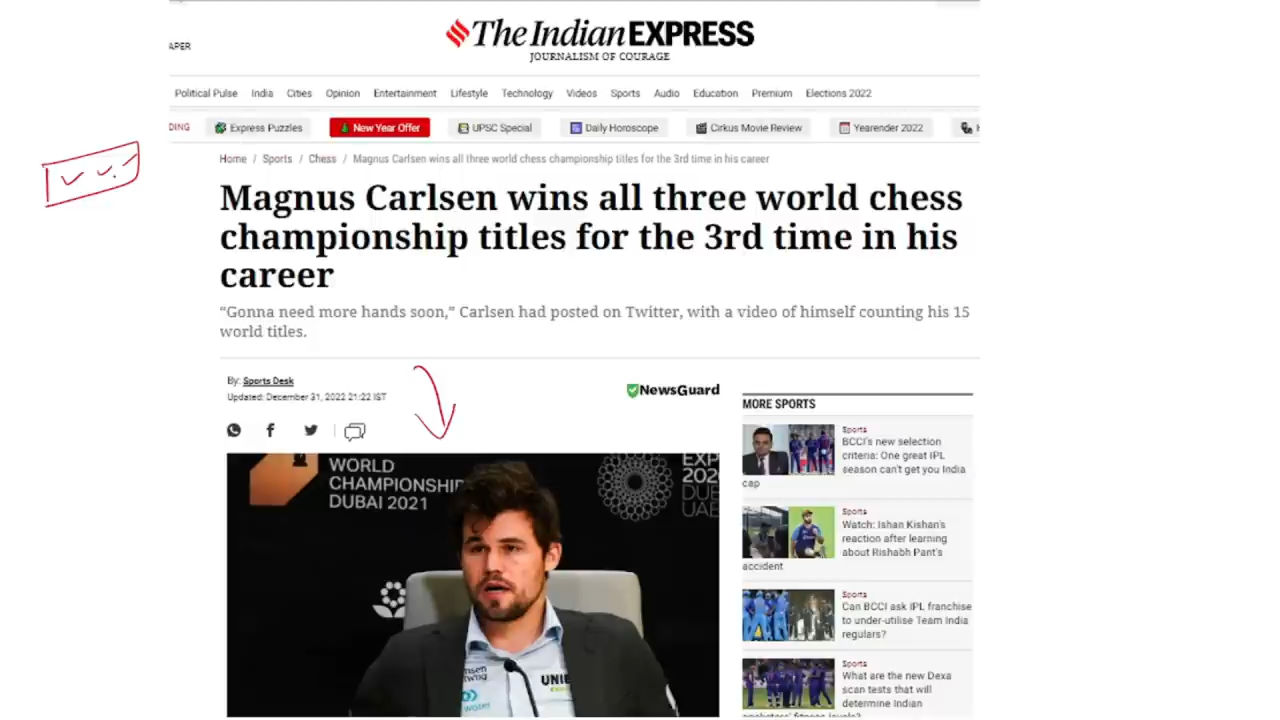 The Indian EXPRESS
JOURNALISM OF COURAGE
APER
Political Pulse India Cities Opinion Entertainment Lifestyle Technology Videos Sports Audio Education Premium Elections 2022
DING Express Puzzles New Year Offer UPSC Special Daily Horoscope Cirkus Movie Review Yearender 2022 H
Home / Sports / Chess / Magnus Carlsen wins all three world chess championship titles for the 3rd time in his career
Magnus Carlsen wins all three world chess
championship titles for the 3rd time in his
career
“Gonna need more hands soon,” Carlsen had posted on Twitter, with a video of himself counting his 15
world titles.
By: Sports Desk
Updated: December 31, 2022 21:22 IST
NewsGuard
WORLD
CHAMPIONSHIP
DUBAI 2021
EXP
202
DU
UAE
UNIB
MORE SPORTS
Sports
BCCI's new selection
criteria: One great IPL
season can't get you India
cap
Sports
Watch: Ishan Kishan's
reaction after learning
about Rishabh Pant's
accident
Sports
Can BCCI ask IPL franchise
to under-utilise Team India
regulars?
Sports
What are the new Dexa
scan tests that will
determine Indian
cricketers' fitness levels?